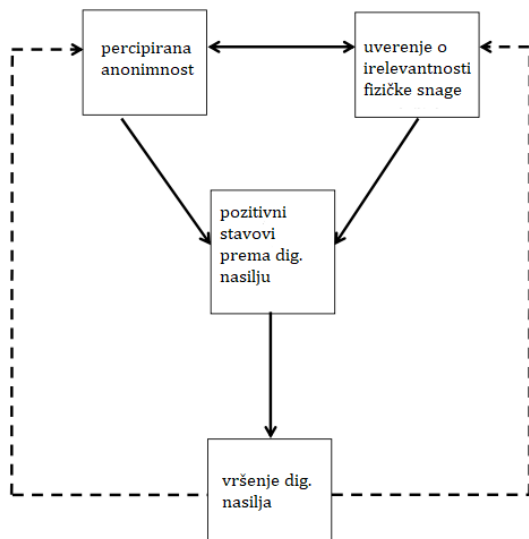 percipirana
anonimnost
uverenje o
irelevantnosti
fizičke snage
pozitivni
stavovi
prema dig.
nasilju
vršenje dig.
nasilja